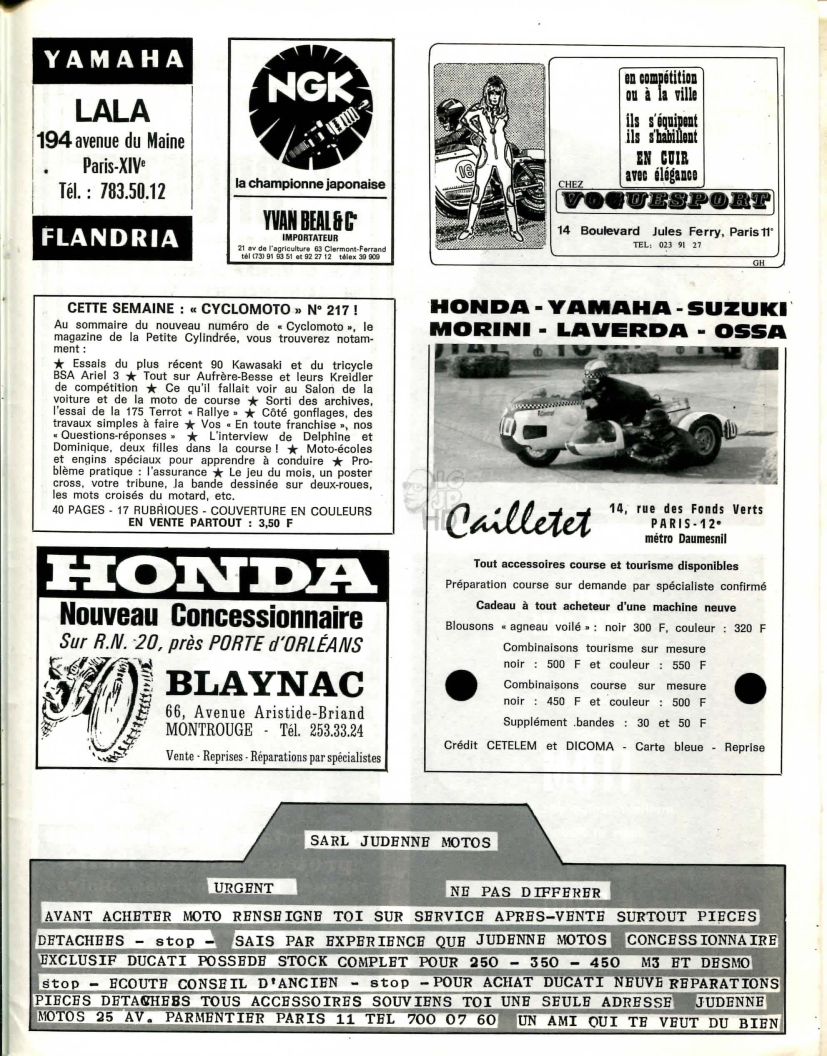 YAMAHA
LALA
194 avenue du Maine
Paris-XIVe
Tél. : 783.50.12
FLANDRIA
NGK
la championne japonaise
YVAN BEAL & Cie
IMPORTATEUR
21 av de l'agriculture 63 Clermont-Ferrand
tél (73) 91 93 51 et 92 27 12 télex 39 909
18
en compétition
ou à la ville
ils s'équipent
ils s'habillent
EN CUIR
avec élégance
CHEZ
VOGUESPORT
14 Boulevard Jules Ferry, Paris 11e
TEL: 023 91 27
GH
CETTE SEMAINE : « CYCLOMOTO » N° 217 !
Au sommaire du nouveau numéro de « Cyclomoto », le
magazine de la Petite Cylindrée, vous trouverez notam-
ment :
★ Essais du plus récent 90 Kawasaki et du tricycle
BSA Ariel 3 ★ Tout sur Aufrère-Besse et leurs Kreidler
de compétition ★ Ce qu'il fallait voir au Salon de la
voiture et de la moto de course ★ Sorti des archives,
l'essai de la 175 Terrot « Rallye » ★ Côté gonflages, des
travaux simples à faire ★ Vos « En toute franchise », nos
« Questions-réponses » ★ L'interview de Delphine et
Dominique, deux filles dans la course ! ★ Moto-écoles
et engins spéciaux pour apprendre à conduire ★ Pro-
blème pratique : l'assurance ★ Le jeu du mois, un poster
cross, votre tribune, la bande dessinée sur deux-roues,
les mots croisés du motard, etc.
40 PAGES - 17 RUBRIQUES - COUVERTURE EN COULEURS
EN VENTE PARTOUT : 3,50 F
HONDA - YAMAHA - SUZUKI
MORINI - LAVERDA - OSSA
10
Cailletet
14, rue des Fonds Verts
PARIS-12e
métro Daumesnil
Tout accessoires course et tourisme disponibles
Préparation course sur demande par spécialiste confirmé
Cadeau à tout acheteur d'une machine neuve
Blousons « agneau voilé » : noir 300 F, couleur : 320 F
Combinaisons tourisme sur mesure
noir : 500 F et couleur : 550 F
Combinaisons course sur mesure
noir : 450 F et couleur : 500 F
Supplément bandes : 30 et 50 F
Crédit CETELEM et DICOMA - Carte bleue - Reprise
HONDA
Nouveau Concessionnaire
Sur R.N. 20, près PORTE d'ORLÉANS
BLAYNAC
66, Avenue Aristide-Briand
MONTROUGE - Tél. 253.33.24
Vente - Reprises - Réparations par spécialistes
SARL JUDENNE MOTOS
URGENT NE PAS DIFFERER
AVANT ACHETER MOTO RENSEIGNE TOI SUR SERVICE APRES-VENTE SURTOUT PIECES
DETACHEES - stop - SAIS PAR EXPERIENCE QUE JUDENNE MOTOS CONCESSIONNAIRE
EXCLUSIF DUCATI POSSEDE STOCK COMPLET POUR 250 - 350 - 450 M3 ET DESMO
stop - ECOUTE CONSEIL D'ANCIEN - stop - POUR ACHAT DUCATI NEUVE REPARATIONS
PIECES DETACHEES TOUS ACCESSOIRES SOUVIENS TOI UNE SEULE ADRESSE JUDENNE
MOTOS 25 AV. PARMENTIER PARIS 11 TEL 700 07 60 UN AMI QUI TE VEUT DU BIEN